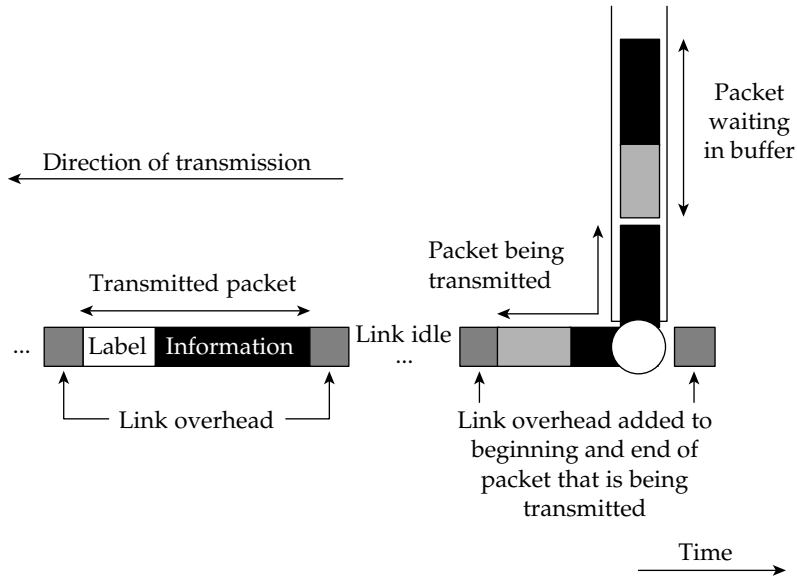 Packet
waiting
in buffer
Direction of transmission
Packet being
transmitted
Transmitted packet
...
Label
Information
Link idle
...
Link overhead
Link overhead added to
beginning and end of
packet that is being
transmitted
Time